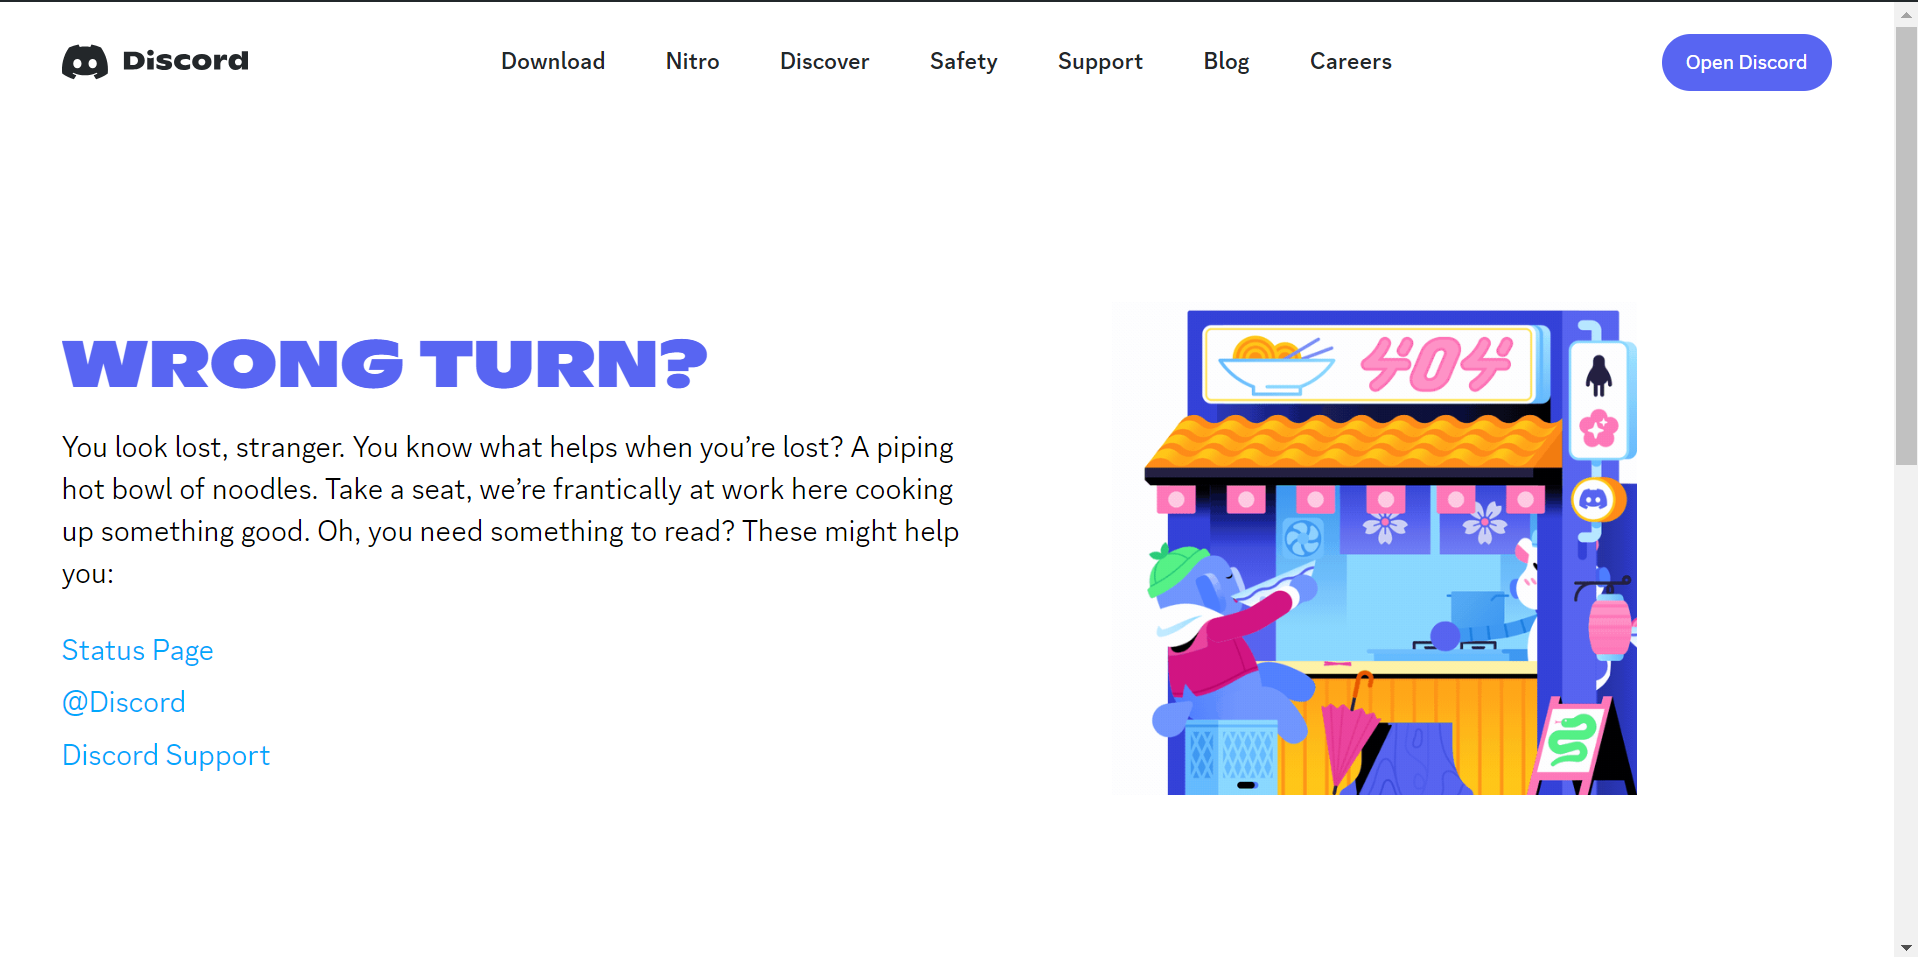 Discord
Download
Nitro
Discover
Safety
Support
Blog
Careers
Open Discord
WRONG TURN?
You look lost, stranger. You know what helps when you’re lost? A piping
hot bowl of noodles. Take a seat, we’re frantically at work here cooking
up something good. Oh, you need something to read? These might help
you:
Status Page
@Discord
Discord Support
404